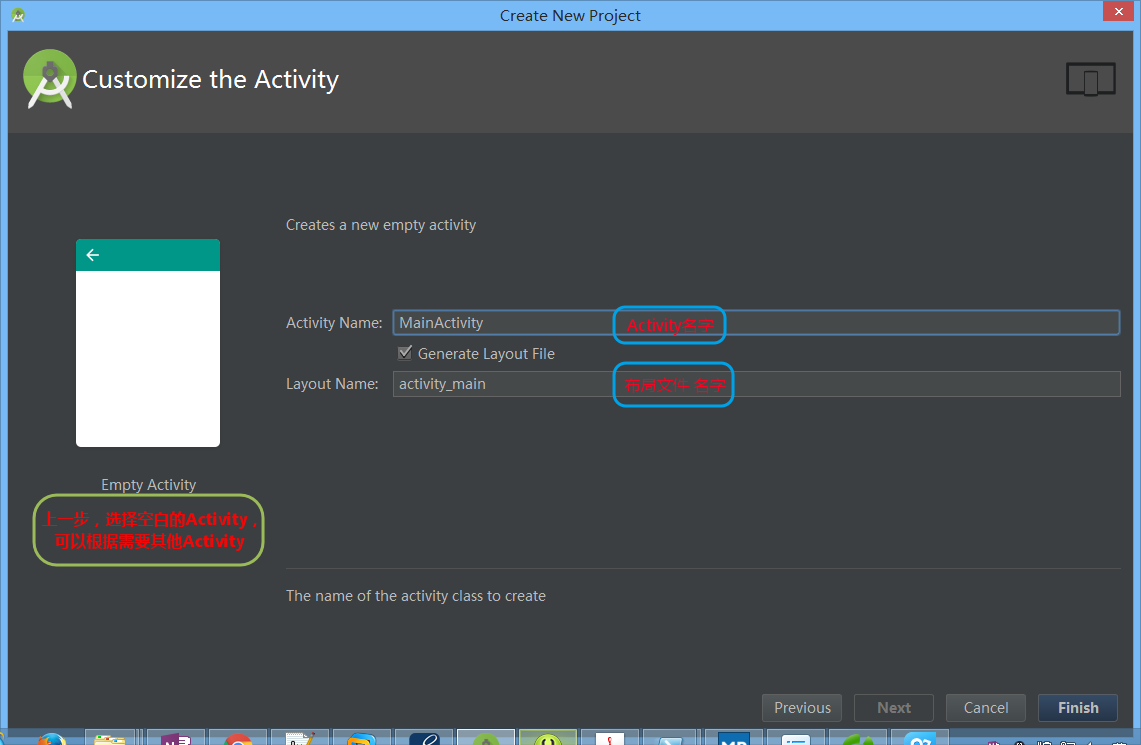 Create New Project
Customize the Activity
Creates a new empty activity
Activity Name: MainActivity Activity名字
Generate Layout File
Layout Name: activity_main 布局文件 名字
Empty Activity
上一步，选择空白的Activity，
可以根据需要其他Activity
The name of the activity class to create
Previous Next Cancel Finish